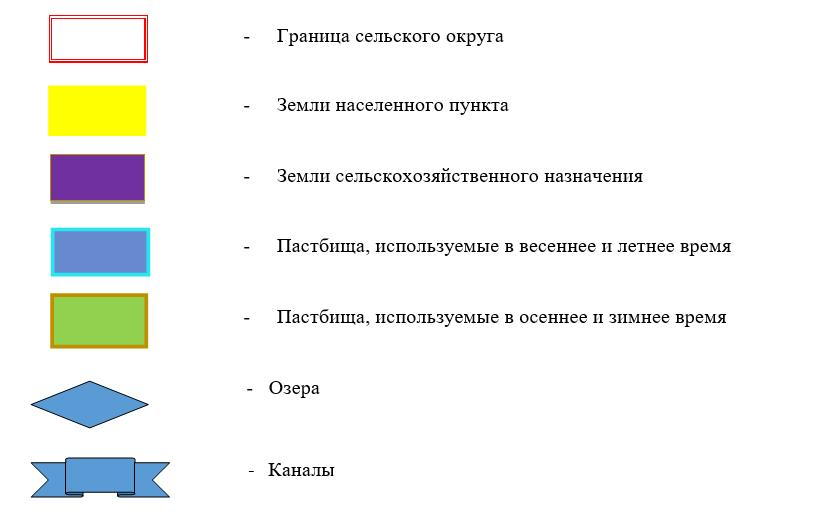 - Граница сельского округа
- Земли населенного пункта
- Земли сельскохозяйственного назначения
- Пастбища, используемые в весеннее и летнее время
- Пастбища, используемые в осеннее и зимнее время
- Озера
- Каналы